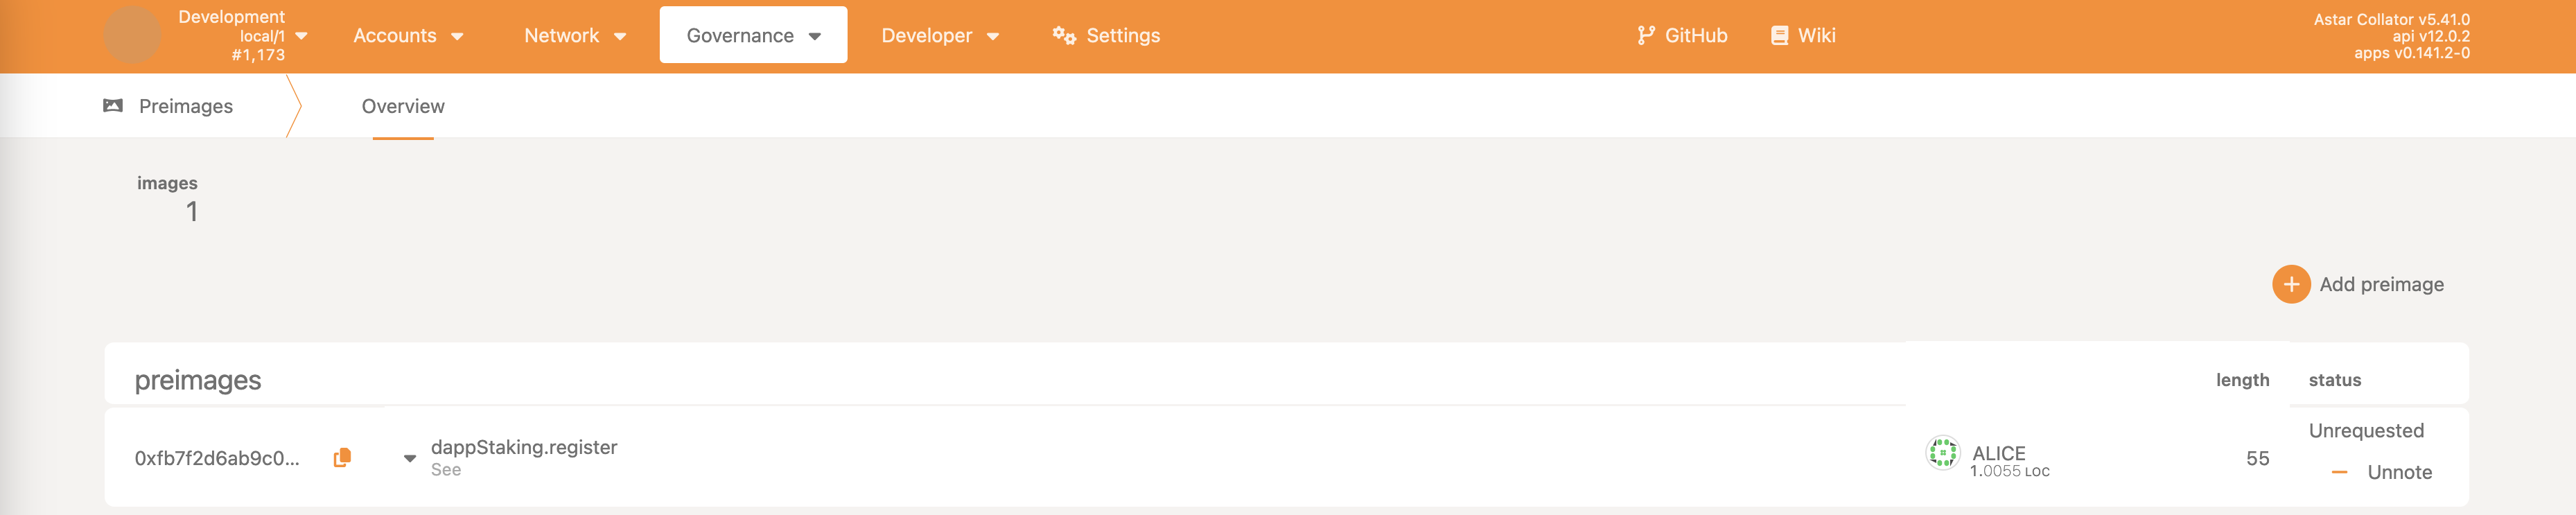 Development
local/1
#1,173
Accounts
Network
Governance
Developer
Settings
GitHub
Wiki
Astar Collator v5.41.0
api v12.0.2
apps v0.141.2-0
Preimages
Overview
images
1
Add preimage
preimages
length
status
0xfb7f2d6ab9c0...
dappStaking.register
See
ALICE
1.0055 LOC
55
Unrequested
Unnote